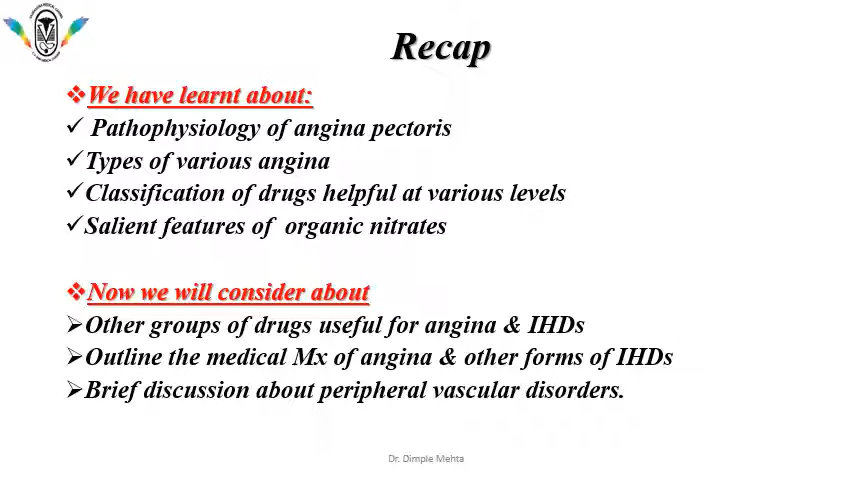 Recap
❖We have learnt about:
✓ Pathophysiology of angina pectoris
✓Types of various angina
✓Classification of drugs helpful at various levels
✓Salient features of organic nitrates
❖Now we will consider about
➢Other groups of drugs useful for angina & IHDs
➢Outline the medical Mx of angina & other forms of IHDs
➢Brief discussion about peripheral vascular disorders.
Dr. Dimple Mehta